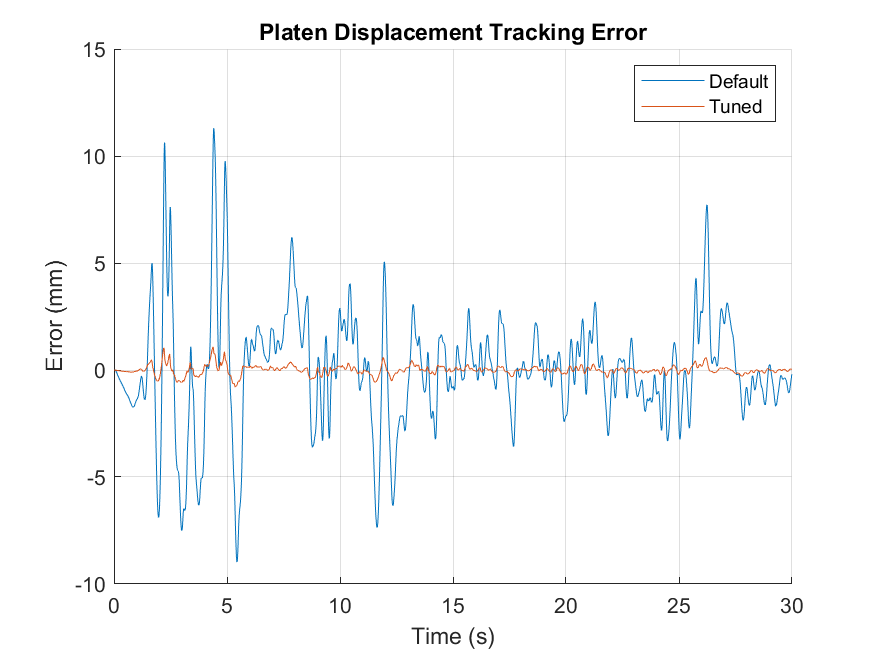 Platen Displacement Tracking Error
Default
Tuned
Error (mm)
15
10
5
0
-5
-10
0 5 10 15 20 25 30
Time (s)